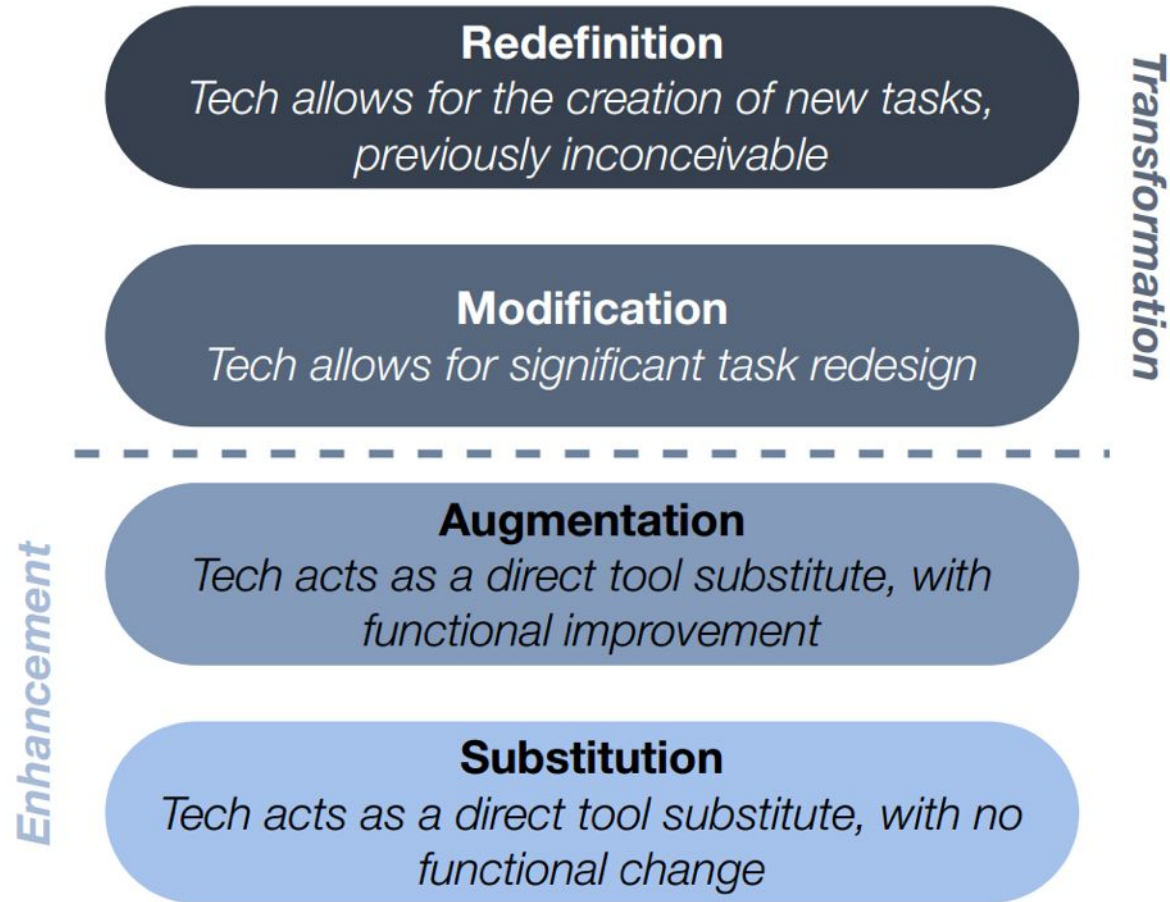 Redefinition
Tech allows for the creation of new tasks,
previously inconceivable
Transformation
Modification
Tech allows for significant task redesign
Augmentation
Tech acts as a direct tool substitute, with
functional improvement
Enhancement
Substitution
Tech acts as a direct tool substitute, with no
functional change